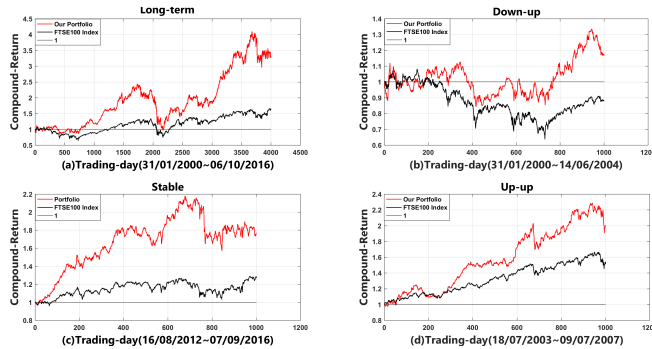 Long-term
Compound-Return
5
4.5
4
3.5
3
2.5
2
1.5
1
0.5
Our Portfolio
FTSE100 Index
1
0 500 1000 1500 2000 2500 3000 3500 4000 4500
(a)Trading-day(31/01/2000~06/10/2016)
Down-up
Compound-Return
1.4
1.3
1.2
1.1
1
0.9
0.8
0.7
0.6
Our Portfolio
FTSE100 Index
1
0 200 400 600 800 1000 1200
(b)Trading-day(31/01/2000~14/06/2004)
Stable
Compound-Return
2.2
2
1.8
1.6
1.4
1.2
1
0.8
Portfolio
FTSE100 Index
1
0 200 400 600 800 1000 1200
(c)Trading-day(16/08/2012~07/09/2016)
Up-up
Compound-Return
2.4
2.2
2
1.8
1.6
1.4
1.2
1
0.8
Our Portfolio
FTSE100 Index
1
0 200 400 600 800 1000 1200
(d)Trading-day(18/07/2003~09/07/2007)